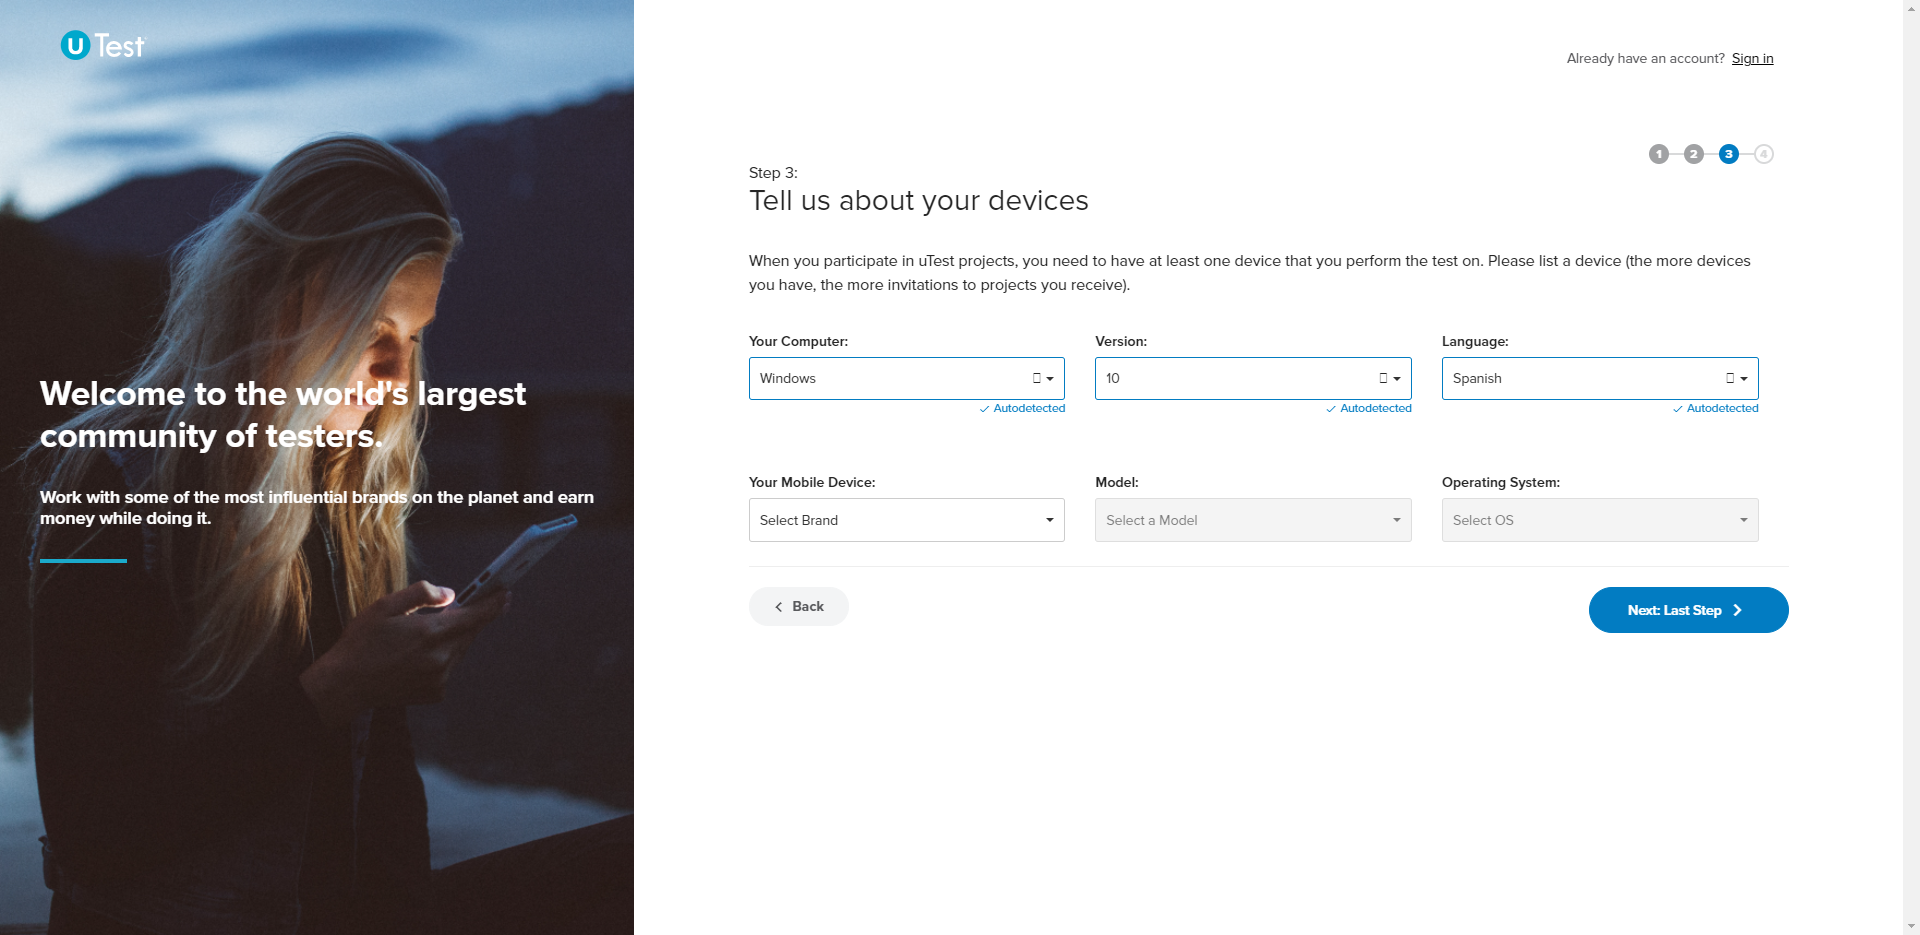 u Test
Already have an account? Sign in
1 2 3 4
Step 3:
Tell us about your devices
When you participate in uTest projects, you need to have at least one device that you perform the test on. Please list a device (the more devices
you have, the more invitations to projects you receive).
Your Computer: Version: Language:
Windows 10 Spanish
Autodetected Autodetected Autodetected
Your Mobile Device: Model: Operating System:
Select Brand Select a Model Select OS
Back Next: Last Step
Welcome to the world's largest
community of testers.
Work with some of the most influential brands on the planet and earn
money while doing it.